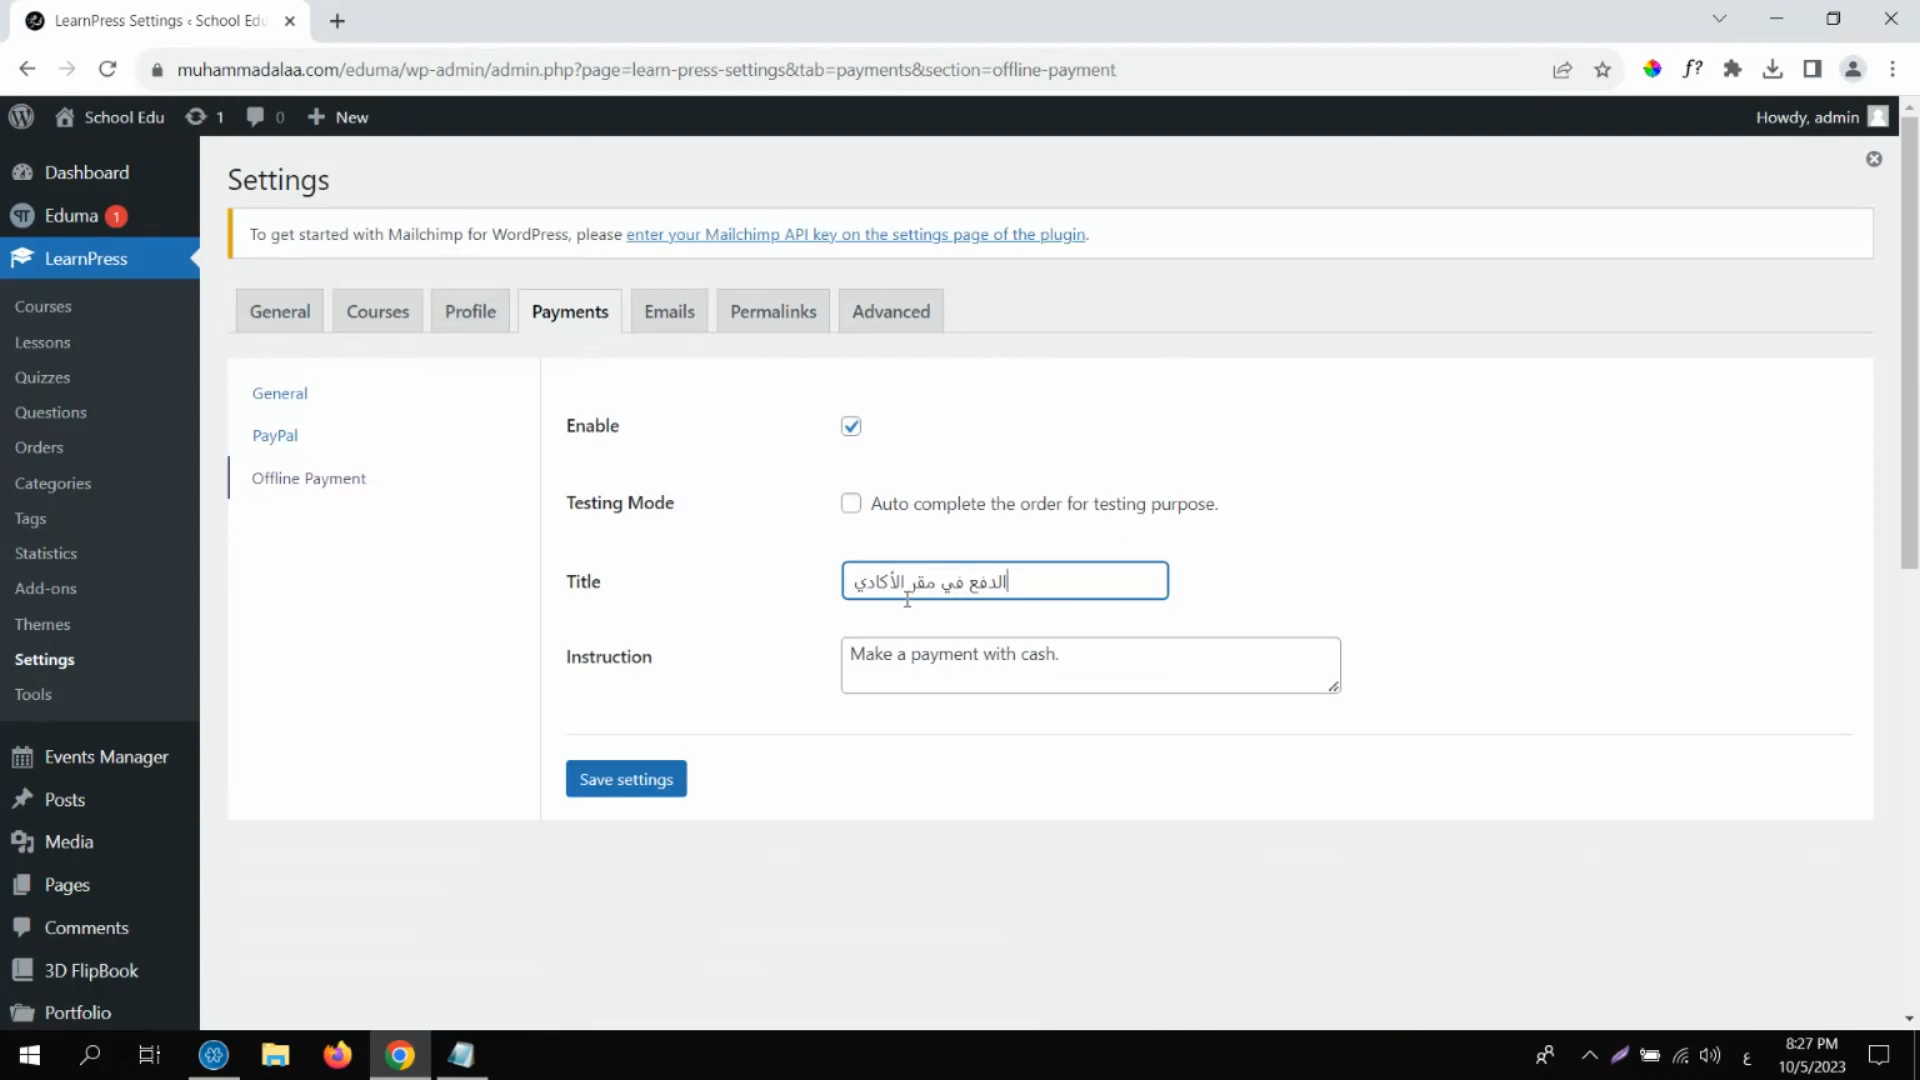 LearnPress Settings ‹ School Edu
muhammadalaa.com/eduma/wp-admin/admin.php?page=learn-press-settings&tab=payments&section=offline-payment
f?
School Edu
1
0
New
Howdy, admin
Dashboard
Eduma 1
LearnPress
Courses
Lessons
Quizzes
Questions
Orders
Categories
Tags
Statistics
Add-ons
Themes
Settings
Tools
Events Manager
Posts
Media
Pages
Comments
3D FlipBook
Portfolio
Settings
To get started with Mailchimp for WordPress, please enter your Mailchimp API key on the settings page of the plugin.
General
Courses
Profile
Payments
Emails
Permalinks
Advanced
General
PayPal
Offline Payment
Enable
Testing Mode
Auto complete the order for testing purpose.
Title
الدفع في مقر الأكادي
Instruction
Make a payment with cash.
Save settings
ع
8:27 PM
10/5/2023